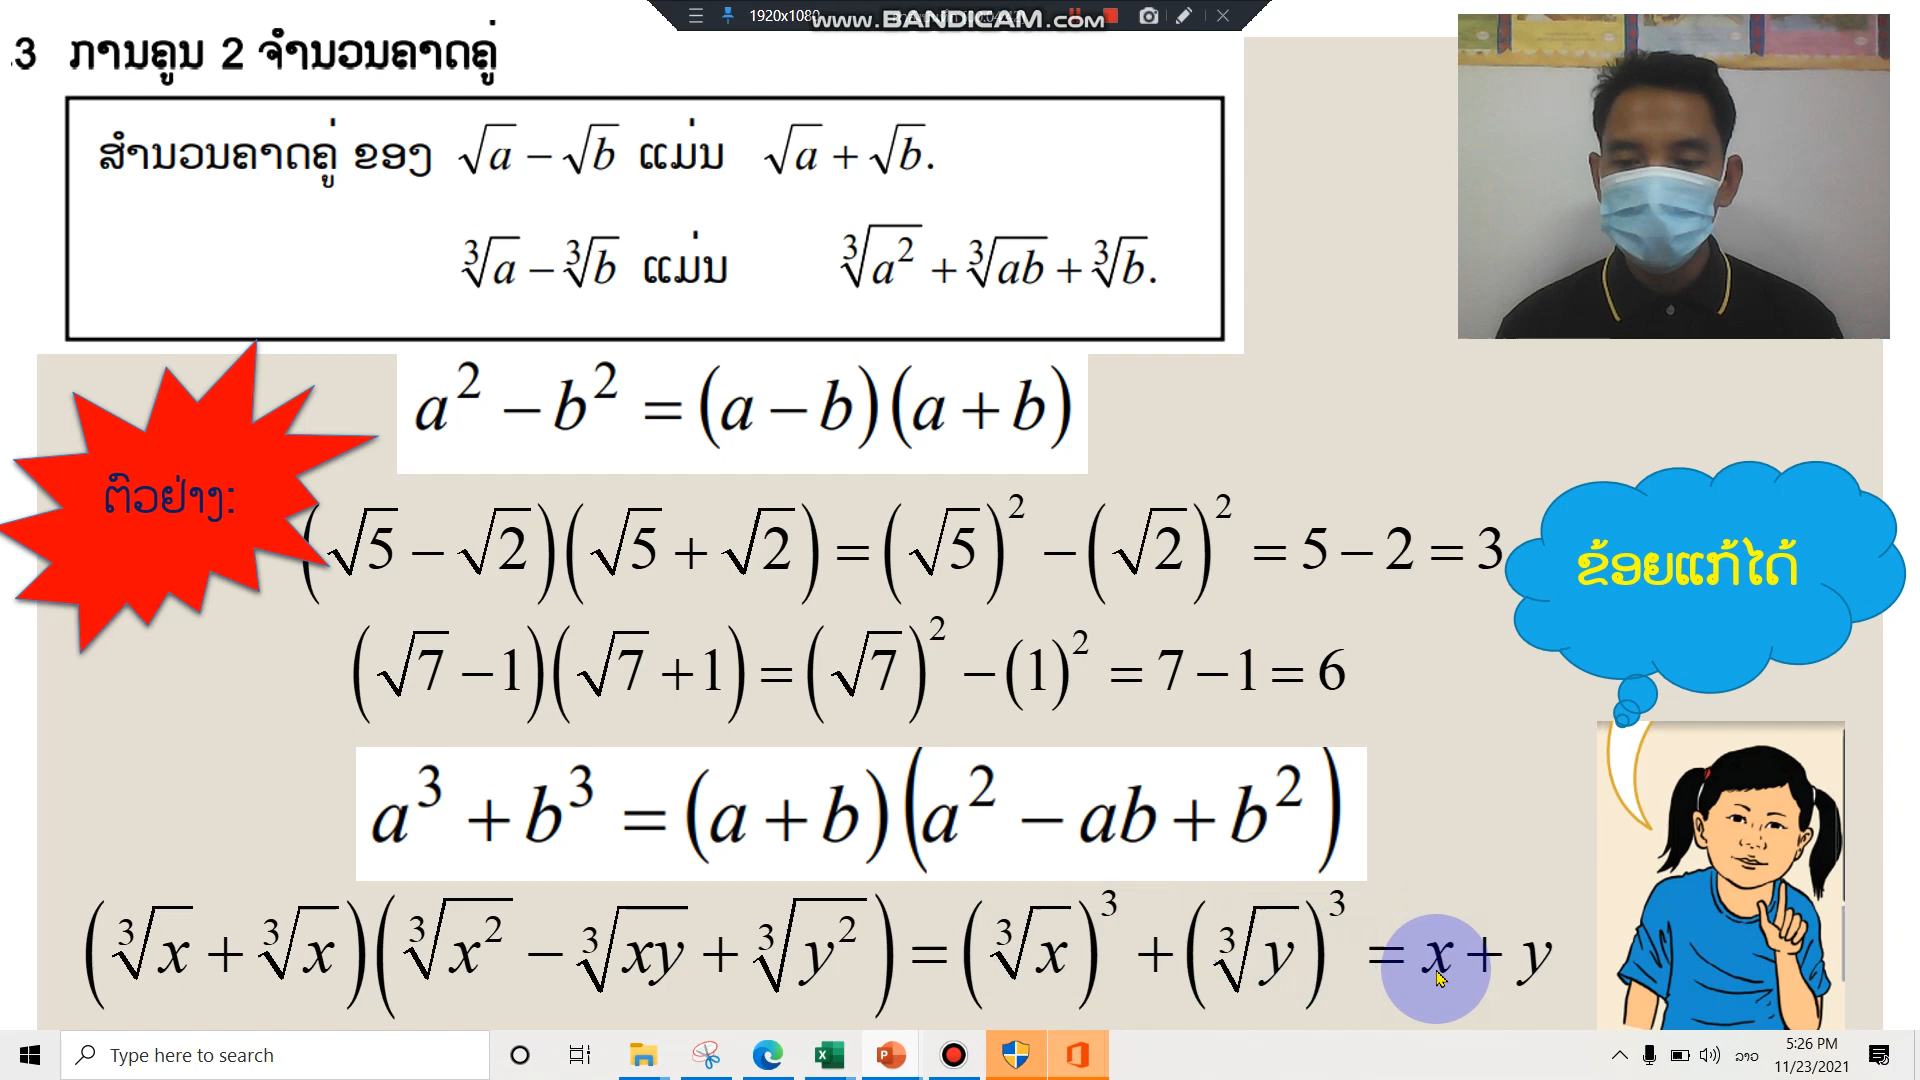 1920x1080
www.BANDICAM.com
.3 ການຄູນ 2 ຈຳນວນຄາດຄູ່
ສຳນວນຄາດຄູ່ ຂອງ √a − √b ແມ່ນ √a + √b.
∛a − ∛b ແມ່ນ ∛a² + ∛ab + ∛b.
a² − b² = (a − b)(a + b)
ຕົວຢ່າງ:
(√5 − √2)(√5 + √2) = (√5)² − (√2)² = 5 − 2 = 3
ຂ້ອຍແກ້ໄດ້
(√7 − 1)(√7 + 1) = (√7)² − (1)² = 7 − 1 = 6
a³ + b³ = (a + b)(a² − ab + b²)
(∛x + ∛x)(∛x² − ∛xy + ∛y²) = (∛x)³ + (∛y)³ = x + y
Type here to search
ລາວ
5:26 PM
11/23/2021